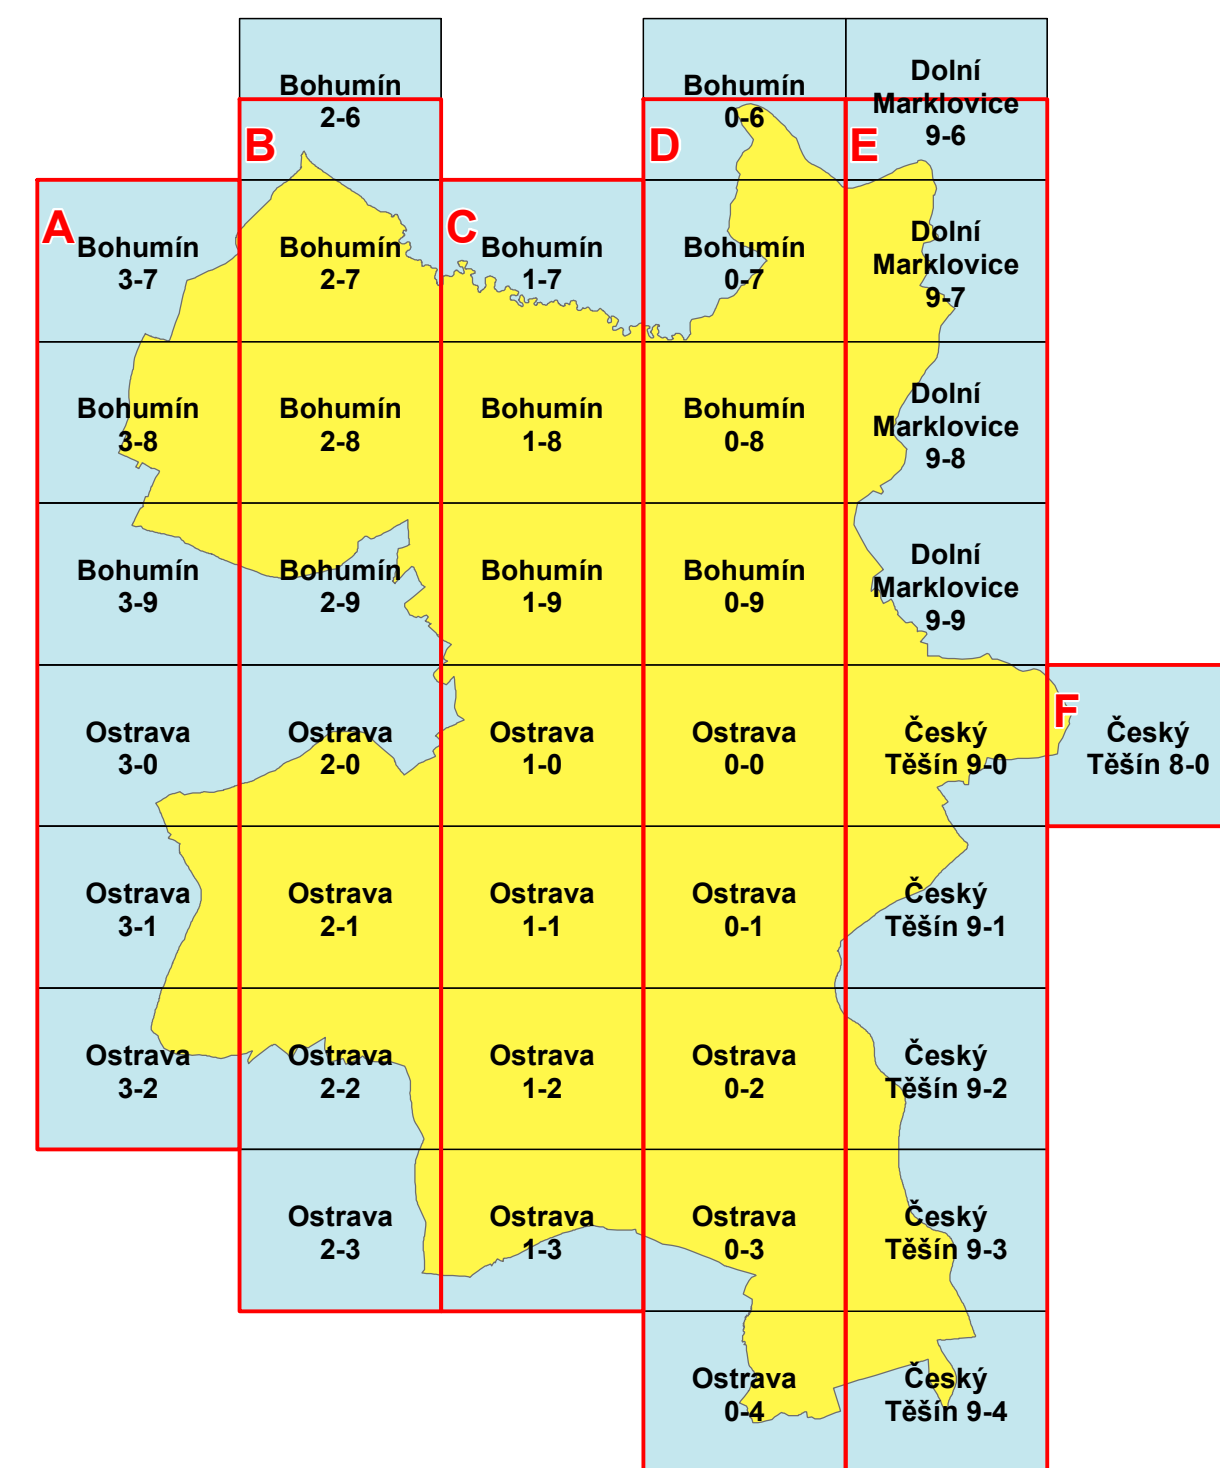 Bohumín
2-6
Bohumín
0-6
Dolní
Marklovice
9-6
B
D
E
A
Bohumín
3-7
Bohumín
2-7
C
Bohumín
1-7
Bohumín
0-7
Dolní
Marklovice
9-7
Bohumín
3-8
Bohumín
2-8
Bohumín
1-8
Bohumín
0-8
Dolní
Marklovice
9-8
Bohumín
3-9
Bohumín
2-9
Bohumín
1-9
Bohumín
0-9
Dolní
Marklovice
9-9
Ostrava
3-0
Ostrava
2-0
Ostrava
1-0
Ostrava
0-0
Český
Těšín 9-0
F
Český
Těšín 8-0
Ostrava
3-1
Ostrava
2-1
Ostrava
1-1
Ostrava
0-1
Český
Těšín 9-1
Ostrava
3-2
Ostrava
2-2
Ostrava
1-2
Ostrava
0-2
Český
Těšín 9-2
Ostrava
2-3
Ostrava
1-3
Ostrava
0-3
Český
Těšín 9-3
Ostrava
0-4
Český
Těšín 9-4